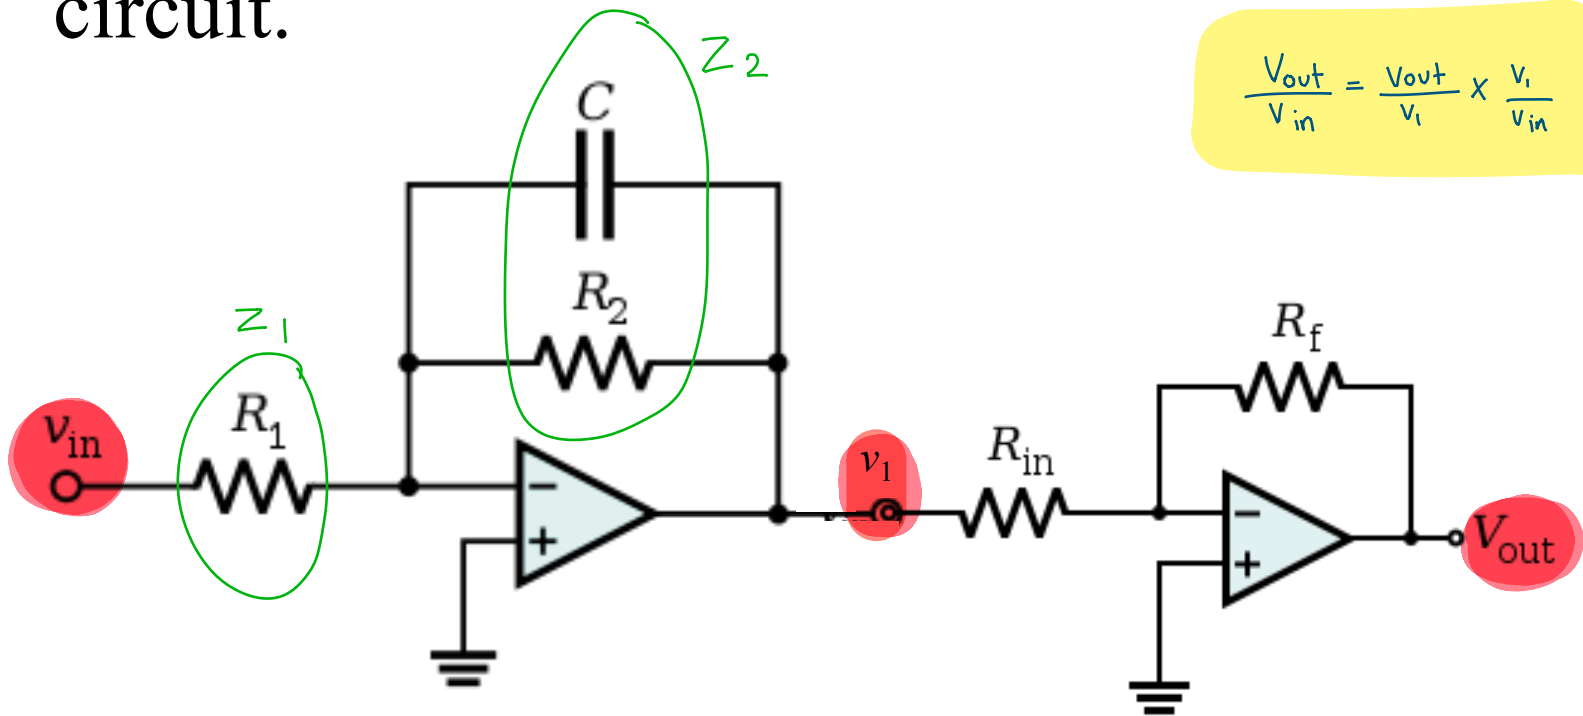 circuit.
Z2
Vout/Vin = Vout/V1 × V1/Vin
C
R2
Z1
R1
vin
−
+
v1
Rin
Rf
−
+
Vout